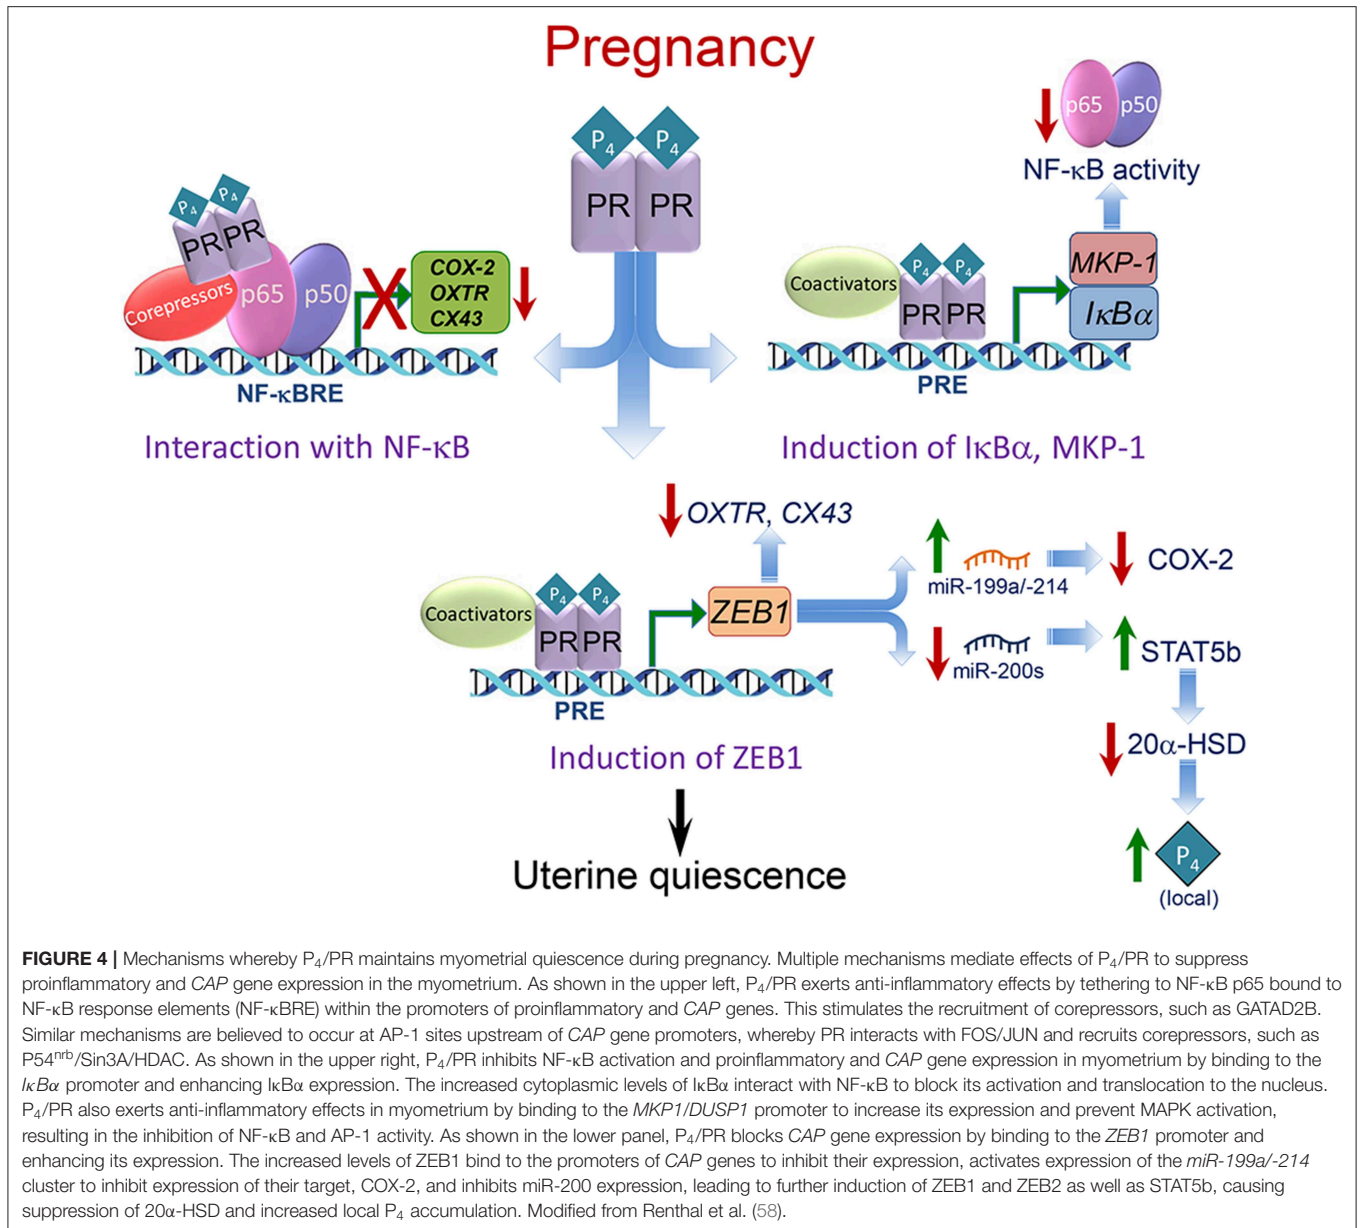 Pregnancy
p65 p50
NF-κB activity
P4 P4
PR PR
P4 P4
PR PR
Corepressors
p65 p50
COX-2
OXTR
CX43
X
NF-κBRE
Interaction with NF-κB
Coactivators
P4 P4
PR PR
MKP-1
IκBα
PRE
Induction of IκBα, MKP-1
OXTR, CX43
Coactivators
P4 P4
PR PR
ZEB1
miR-199a/-214
COX-2
miR-200s
STAT5b
PRE
20α-HSD
Induction of ZEB1
P4
(local)
Uterine quiescence
FIGURE 4 | Mechanisms whereby P4/PR maintains myometrial quiescence during pregnancy. Multiple mechanisms mediate effects of P4/PR to suppress
proinflammatory and CAP gene expression in the myometrium. As shown in the upper left, P4/PR exerts anti-inflammatory effects by tethering to NF-κB p65 bound to
NF-κB response elements (NF-κBRE) within the promoters of proinflammatory and CAP genes. This stimulates the recruitment of corepressors, such as GATAD2B.
Similar mechanisms are believed to occur at AP-1 sites upstream of CAP gene promoters, whereby PR interacts with FOS/JUN and recruits corepressors, such as
P54nrb/Sin3A/HDAC. As shown in the upper right, P4/PR inhibits NF-κB activation and proinflammatory and CAP gene expression in myometrium by binding to the
IκBα promoter and enhancing IκBα expression. The increased cytoplasmic levels of IκBα interact with NF-κB to block its activation and translocation to the nucleus.
P4/PR also exerts anti-inflammatory effects in myometrium by binding to the MKP1/DUSP1 promoter to increase its expression and prevent MAPK activation,
resulting in the inhibition of NF-κB and AP-1 activity. As shown in the lower panel, P4/PR blocks CAP gene expression by binding to the ZEB1 promoter and
enhancing its expression. The increased levels of ZEB1 bind to the promoters of CAP genes to inhibit their expression, activates expression of the miR-199a/-214
cluster to inhibit expression of their target, COX-2, and inhibits miR-200 expression, leading to further induction of ZEB1 and ZEB2 as well as STAT5b, causing
suppression of 20α-HSD and increased local P4 accumulation. Modified from Renthal et al. (58).